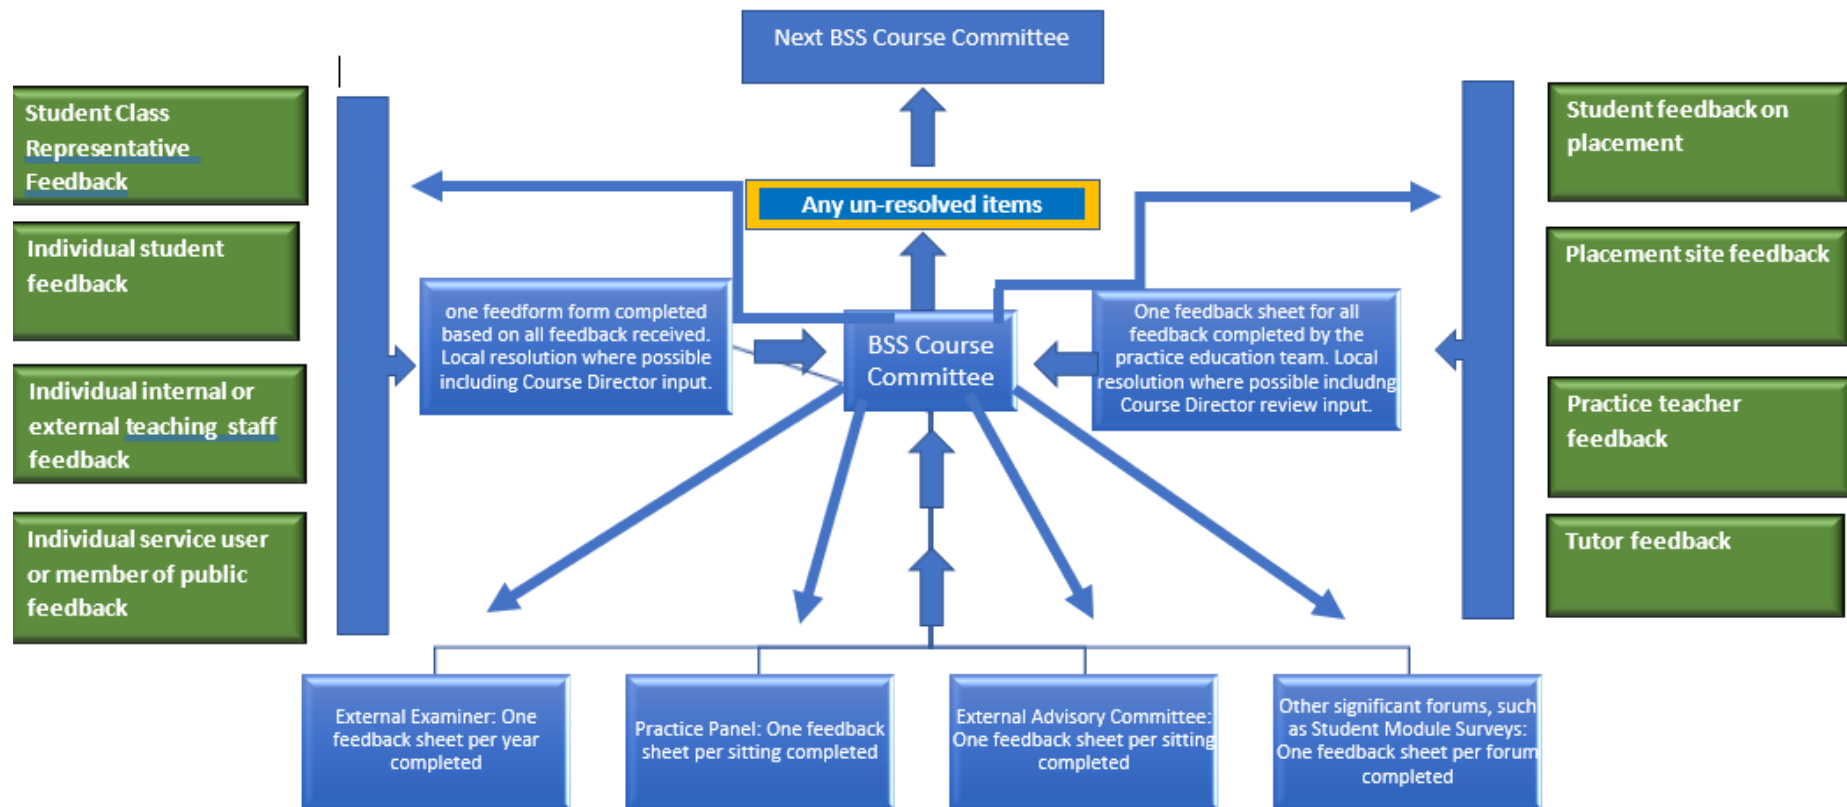 Next BSS Course Committee
Student Class
Representative
Feedback
Individual student
feedback
Individual internal or
external teaching staff
feedback
Individual service user
or member of public
feedback
one feedform form completed
based on all feedback received.
Local resolution where possible
including Course Director input.
Any un-resolved items
BSS Course
Committee
One feedback sheet for all
feedback completed by the
practice education team. Local
resolution where possible includng
Course Director review input.
Student feedback on
placement
Placement site feedback
Practice teacher
feedback
Tutor feedback
External Examiner: One
feedback sheet per year
completed
Practice Panel: One feedback
sheet per sitting completed
External Advisory Committee:
One feedback sheet per sitting
completed
Other significant forums, such
as Student Module Surveys:
One feedback sheet per forum
completed